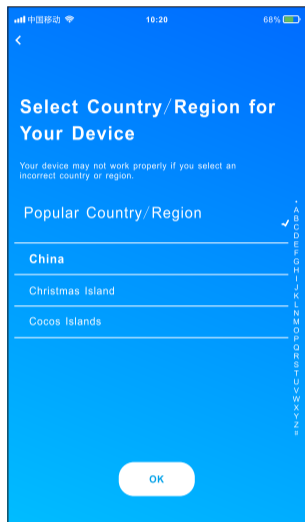 中国移动 10:20 68%
Select Country/Region for
Your Device
Your device may not work properly if you select an
incorrect country or region.
Popular Country/Region
China
Christmas Island
Cocos Islands
*
A
B
C
D
E
F
G
H
I
J
K
L
N
M
O
P
Q
R
S
T
U
V
W
X
Y
Z
#
OK